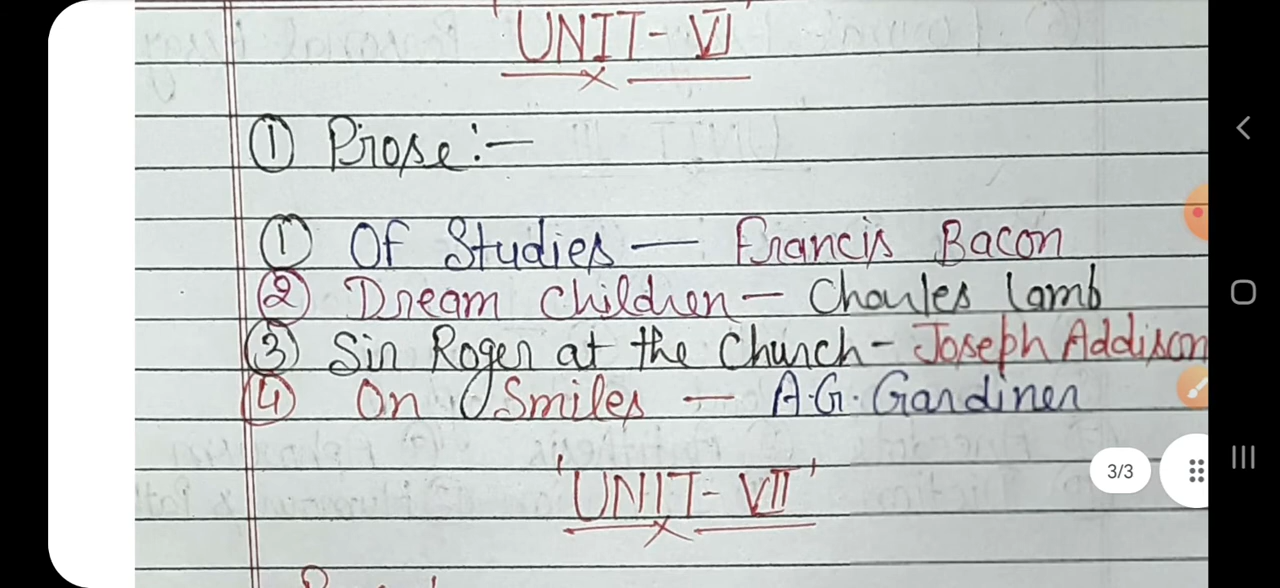 'UNIT-VI
① Prose:-
① Of Studies — Francis Bacon
② Dream children — Charles lamb
③ Sir Roger at the Church - Joseph Addison
④ On Smiles — A.G. Gardiner
3/3
'UNIT-VII'